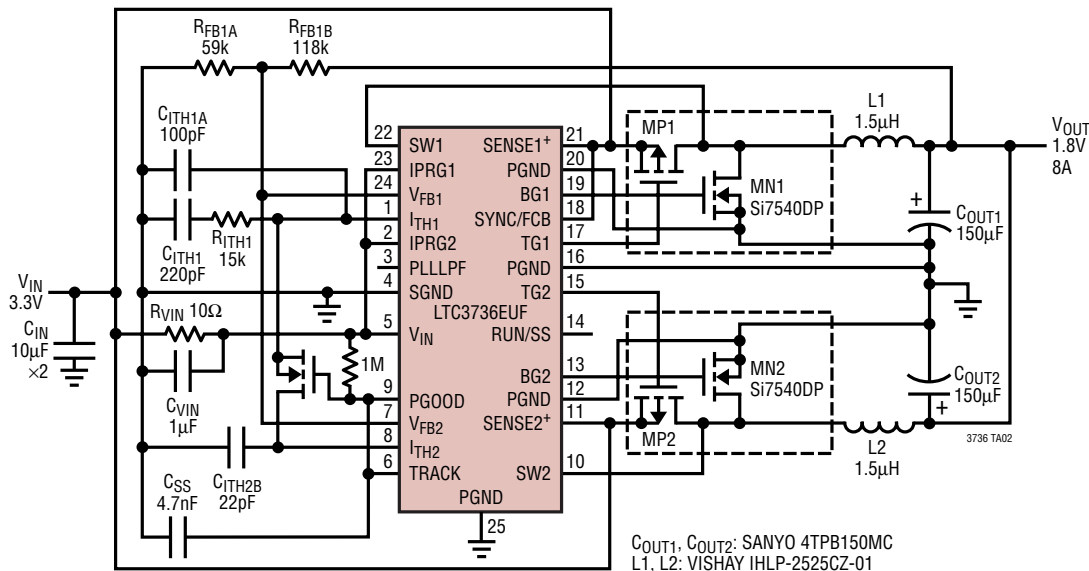 RFB1A
59k
RFB1B
118k
CITH1A
100pF
CITH1
220pF
RITH1
15k
VIN
3.3V
CIN
10µF
×2
RVIN 10Ω
CVIN
1µF
1M
CITH2B
22pF
CSS
4.7nF
22 SW1
23 IPRG1
24 VFB1
1 ITH1
2 IPRG2
3 PLLLPF
4 SGND
LTC3736EUF
5 VIN
9 PGOOD
7 VFB2
8 ITH2
6 TRACK
PGND
25
SENSE1+ 21
PGND 20
BG1 19
SYNC/FCB 18
TG1 17
PGND 16
TG2 15
RUN/SS 14
BG2 13
PGND 12
SENSE2+ 11
SW2 10
MP1
MN1
Si7540DP
MN2
Si7540DP
MP2
L1
1.5µH
VOUT
1.8V
8A
+
COUT1
150µF
COUT2
150µF
+
L2
1.5µH
3736 TA02
COUT1, COUT2: SANYO 4TPB150MC
L1, L2: VISHAY IHLP-2525CZ-01